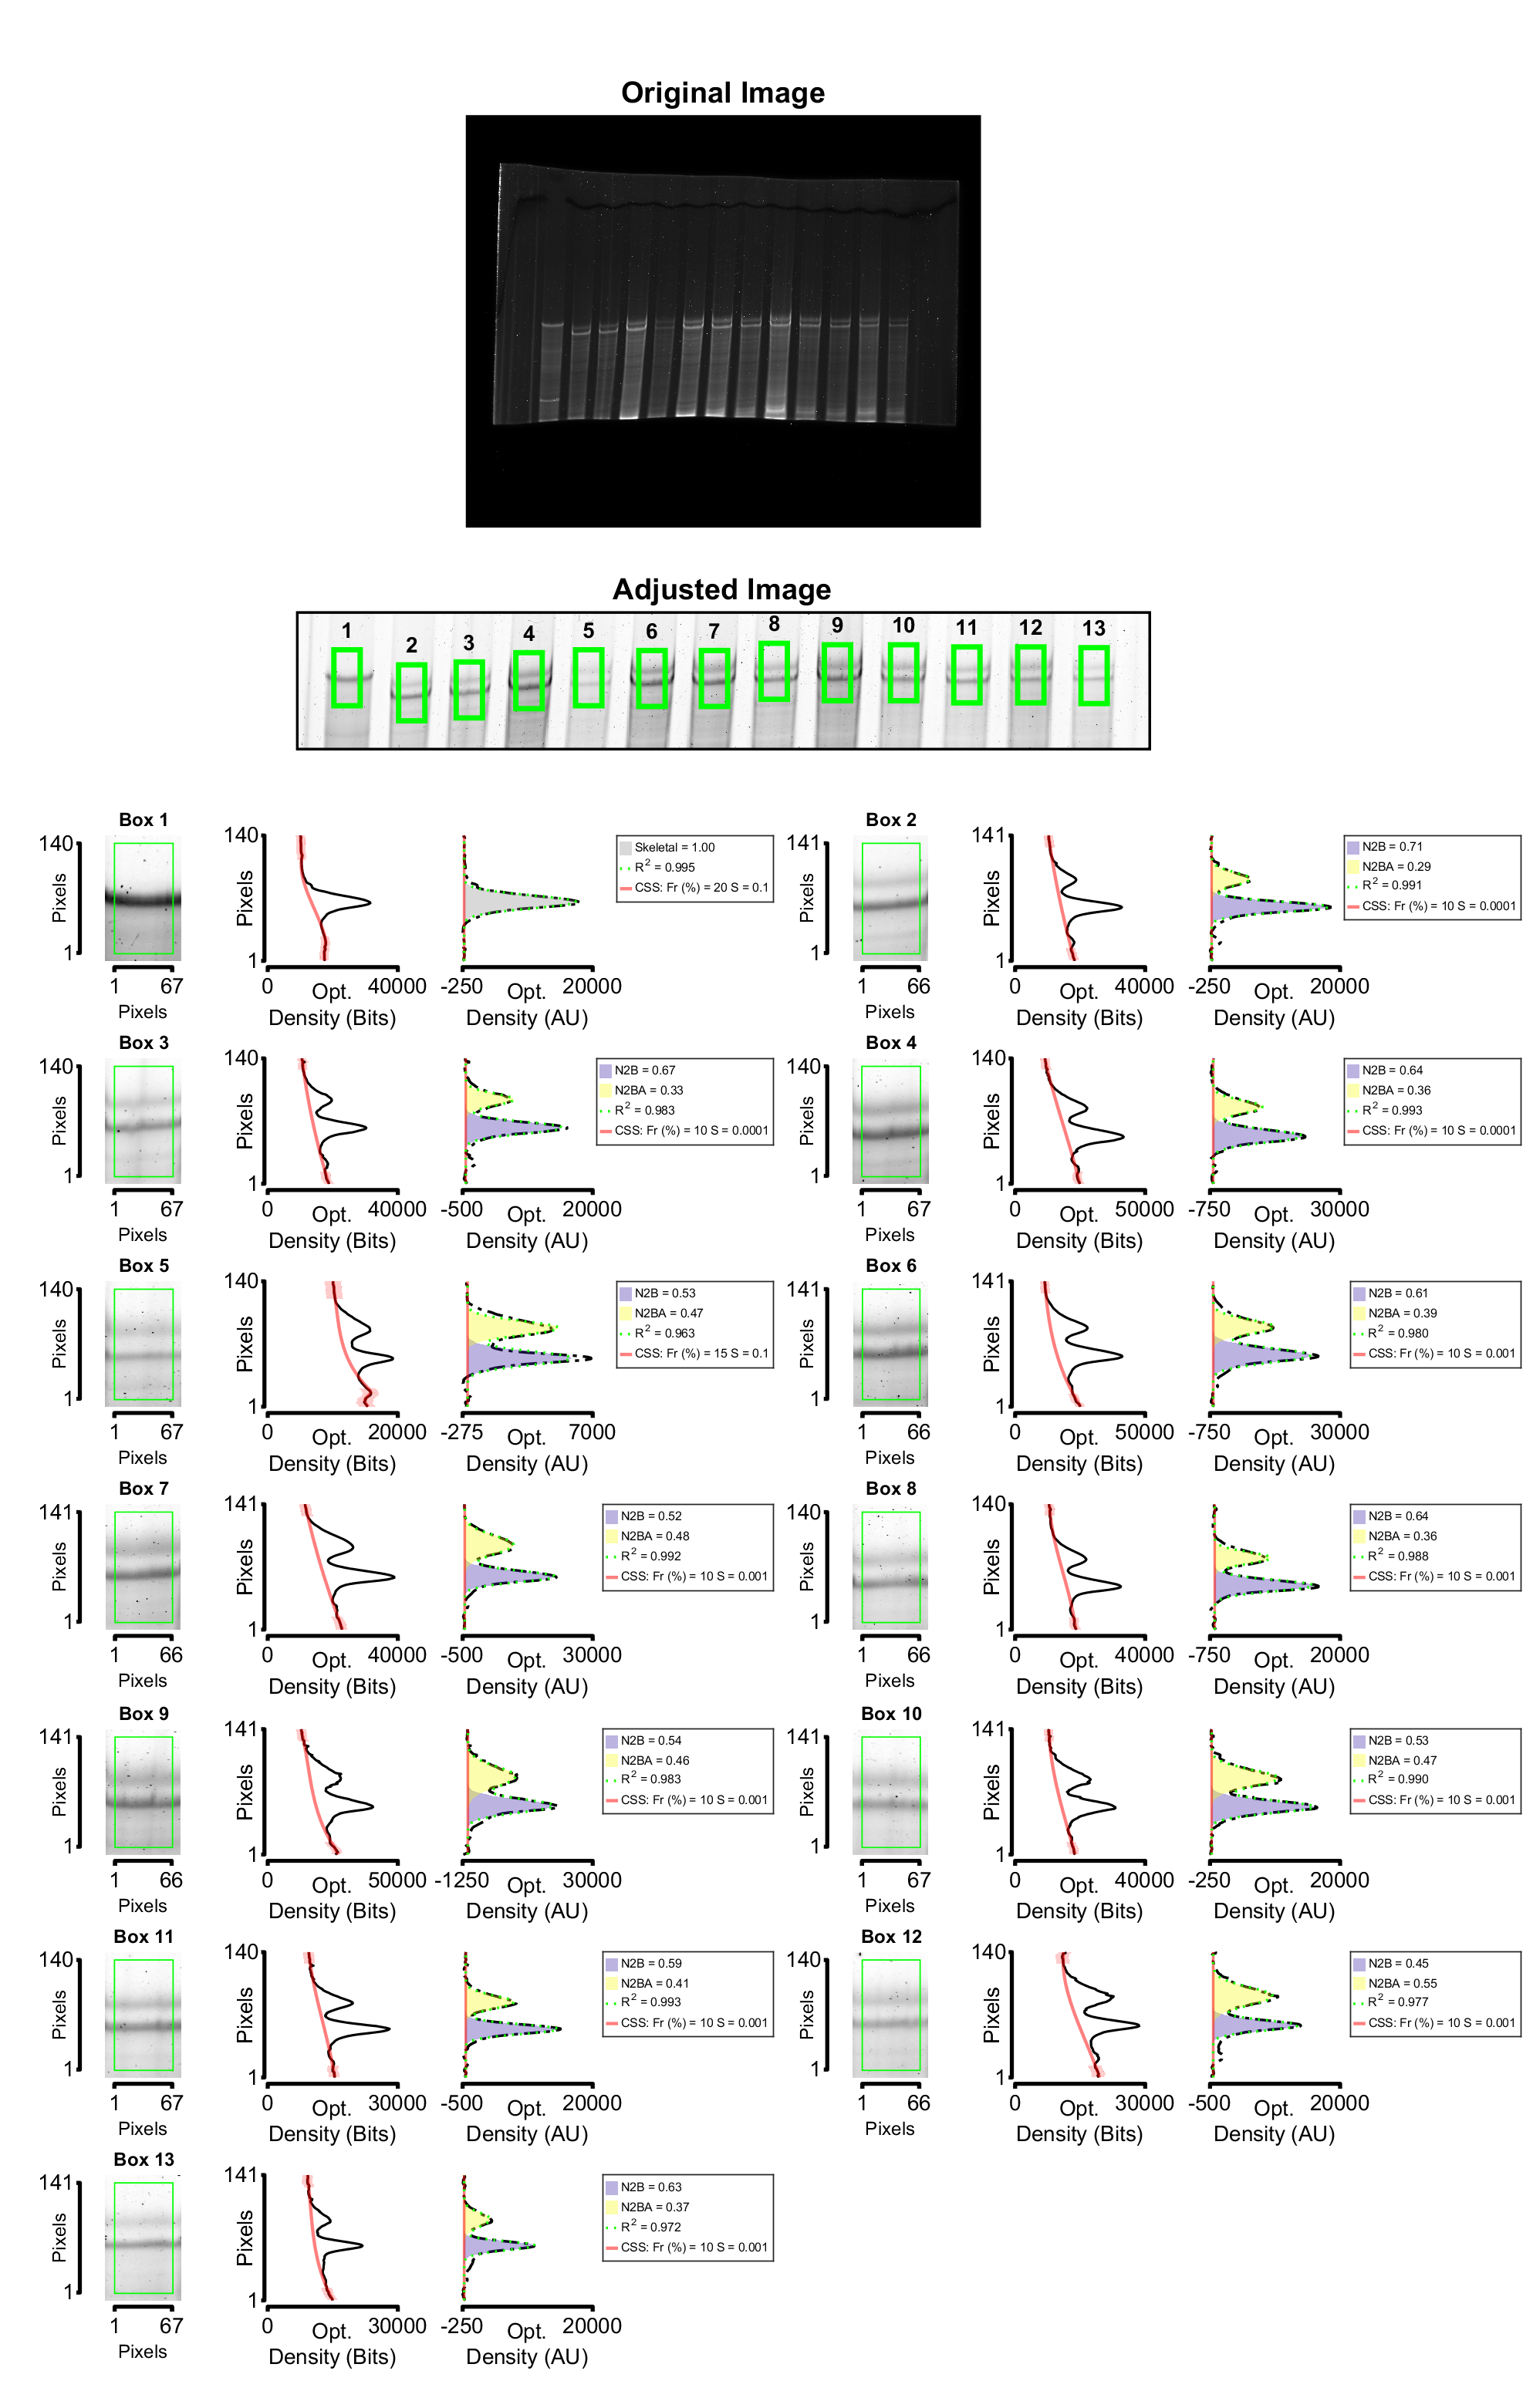 Original Image
Adjusted Image
1 2 3 4 5 6 7 8 9 10 11 12 13
Box 1
140
Pixels
1
1 67
Pixels
140
Pixels
1
0 Opt. 40000
Density (Bits)
-250 Opt. 20000
Density (AU)
Skeletal = 1.00
R2 = 0.995
CSS: Fr (%) = 20 S = 0.1
Box 2
141
Pixels
1
1 66
Pixels
141
Pixels
1
0 Opt. 40000
Density (Bits)
-250 Opt. 20000
Density (AU)
N2B = 0.71
N2BA = 0.29
R2 = 0.991
CSS: Fr (%) = 10 S = 0.0001
Box 3
140
Pixels
1
1 67
Pixels
140
Pixels
1
0 Opt. 40000
Density (Bits)
-500 Opt. 20000
Density (AU)
N2B = 0.67
N2BA = 0.33
R2 = 0.983
CSS: Fr (%) = 10 S = 0.0001
Box 4
140
Pixels
1
1 67
Pixels
140
Pixels
1
0 Opt. 50000
Density (Bits)
-750 Opt. 30000
Density (AU)
N2B = 0.64
N2BA = 0.36
R2 = 0.993
CSS: Fr (%) = 10 S = 0.0001
Box 5
140
Pixels
1
1 67
Pixels
140
Pixels
1
0 Opt. 20000
Density (Bits)
-275 Opt. 7000
Density (AU)
N2B = 0.53
N2BA = 0.47
R2 = 0.963
CSS: Fr (%) = 15 S = 0.1
Box 6
141
Pixels
1
1 66
Pixels
141
Pixels
1
0 Opt. 50000
Density (Bits)
-750 Opt. 30000
Density (AU)
N2B = 0.61
N2BA = 0.39
R2 = 0.980
CSS: Fr (%) = 10 S = 0.001
Box 7
141
Pixels
1
1 66
Pixels
141
Pixels
1
0 Opt. 40000
Density (Bits)
-500 Opt. 30000
Density (AU)
N2B = 0.52
N2BA = 0.48
R2 = 0.992
CSS: Fr (%) = 10 S = 0.001
Box 8
140
Pixels
1
1 66
Pixels
140
Pixels
1
0 Opt. 40000
Density (Bits)
-750 Opt. 20000
Density (AU)
N2B = 0.64
N2BA = 0.36
R2 = 0.988
CSS: Fr (%) = 10 S = 0.001
Box 9
141
Pixels
1
1 66
Pixels
141
Pixels
1
0 Opt. 50000
Density (Bits)
-1250 Opt. 30000
Density (AU)
N2B = 0.54
N2BA = 0.46
R2 = 0.983
CSS: Fr (%) = 10 S = 0.001
Box 10
141
Pixels
1
1 67
Pixels
141
Pixels
1
0 Opt. 40000
Density (Bits)
-250 Opt. 20000
Density (AU)
N2B = 0.53
N2BA = 0.47
R2 = 0.990
CSS: Fr (%) = 10 S = 0.001
Box 11
140
Pixels
1
1 67
Pixels
140
Pixels
1
0 Opt. 30000
Density (Bits)
-500 Opt. 20000
Density (AU)
N2B = 0.59
N2BA = 0.41
R2 = 0.993
CSS: Fr (%) = 10 S = 0.001
Box 12
140
Pixels
1
1 66
Pixels
140
Pixels
1
0 Opt. 30000
Density (Bits)
-500 Opt. 20000
Density (AU)
N2B = 0.45
N2BA = 0.55
R2 = 0.977
CSS: Fr (%) = 10 S = 0.001
Box 13
141
Pixels
1
1 67
Pixels
141
Pixels
1
0 Opt. 30000
Density (Bits)
-250 Opt. 20000
Density (AU)
N2B = 0.63
N2BA = 0.37
R2 = 0.972
CSS: Fr (%) = 10 S = 0.001